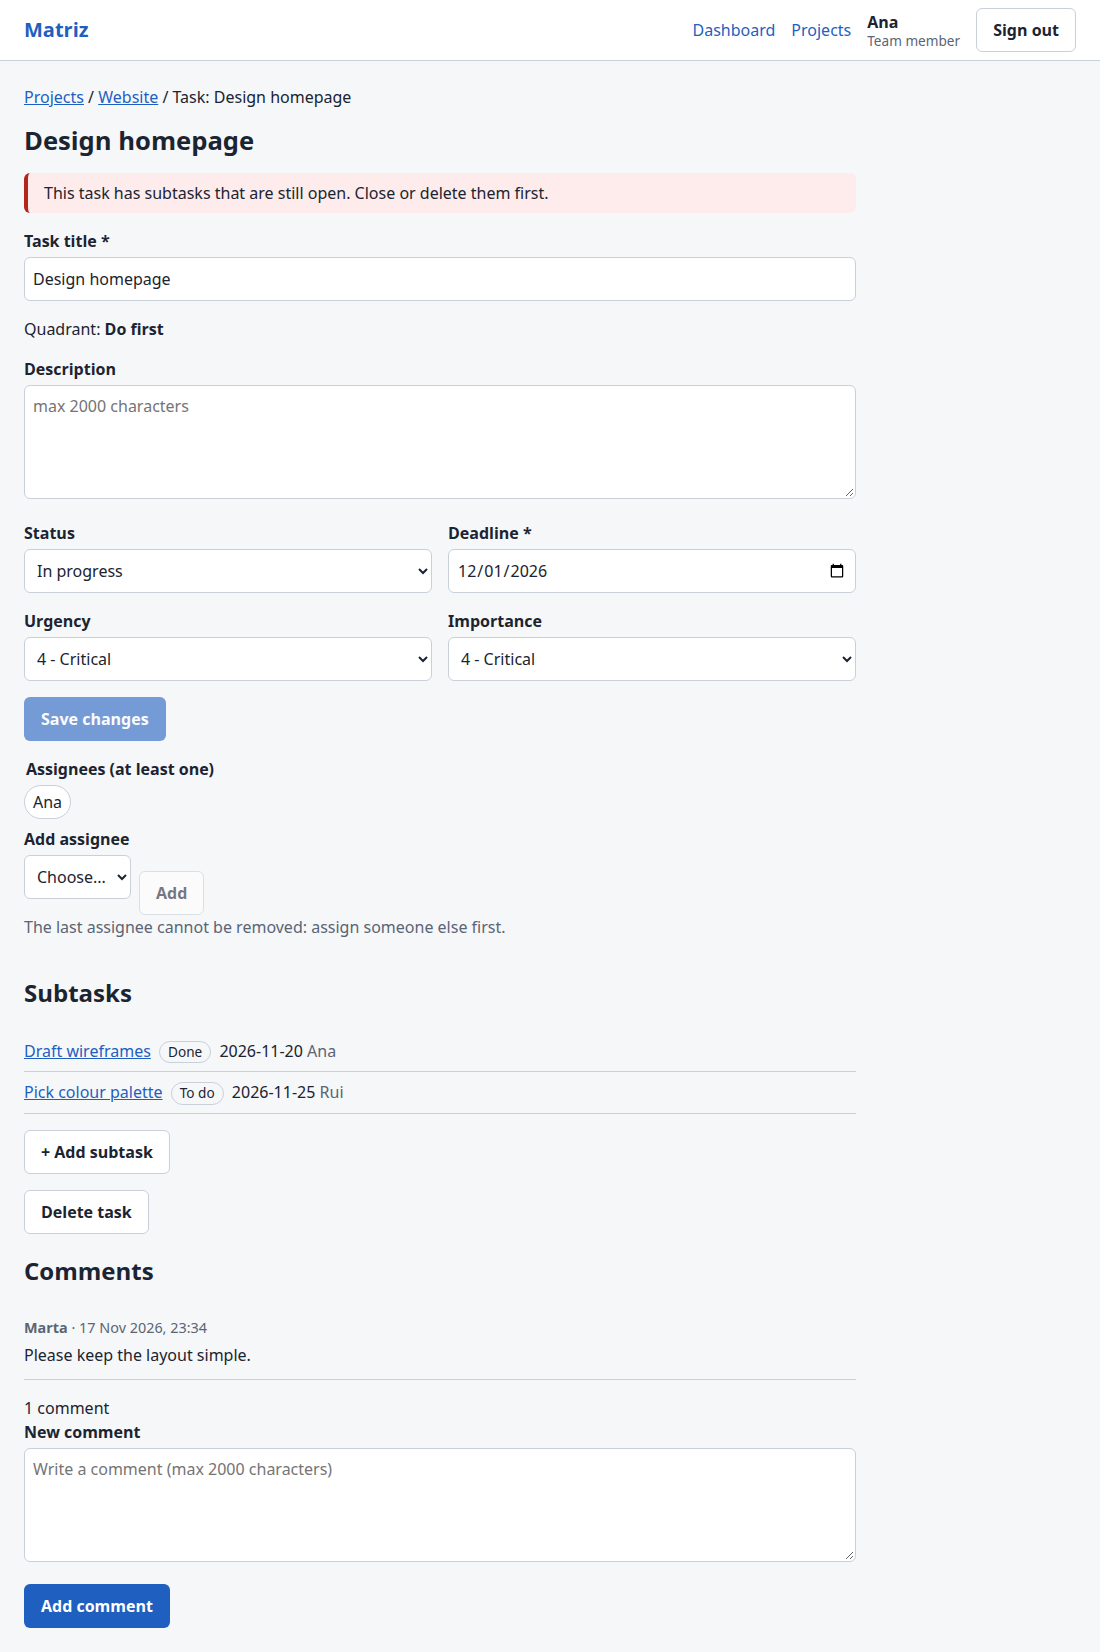 Matriz
Dashboard Projects Ana Team member Sign out
Projects / Website / Task: Design homepage
Design homepage
This task has subtasks that are still open. Close or delete them first.
Task title *
Design homepage
Quadrant: Do first
Description
max 2000 characters
Status Deadline *
In progress 12/01/2026
Urgency Importance
4 - Critical 4 - Critical
Save changes
Assignees (at least one)
Ana
Add assignee
Choose... Add
The last assignee cannot be removed: assign someone else first.
Subtasks
Draft wireframes Done 2026-11-20 Ana
Pick colour palette To do 2026-11-25 Rui
+ Add subtask
Delete task
Comments
Marta · 17 Nov 2026, 23:34
Please keep the layout simple.
1 comment
New comment
Write a comment (max 2000 characters)
Add comment